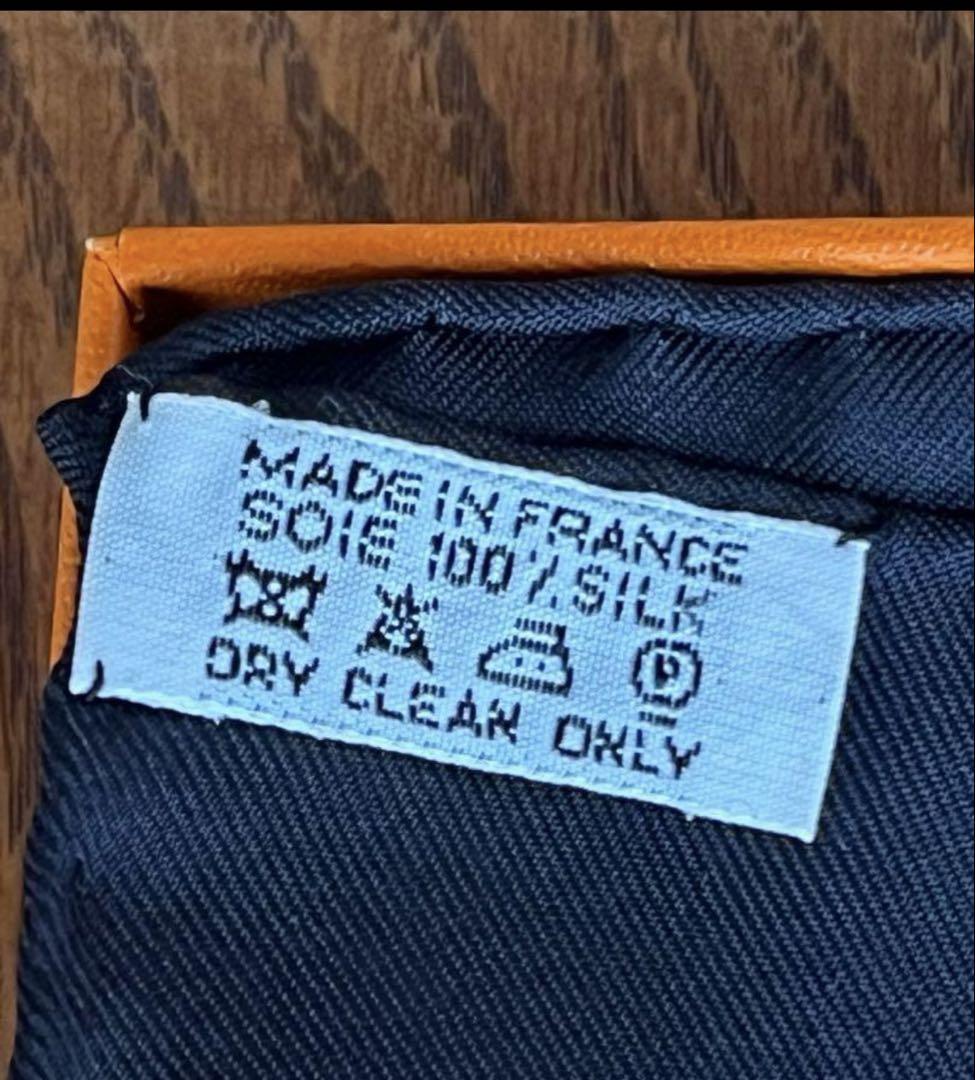 MADE IN FRANCE
SOIE 100% SILK
P
DRY CLEAN ONLY